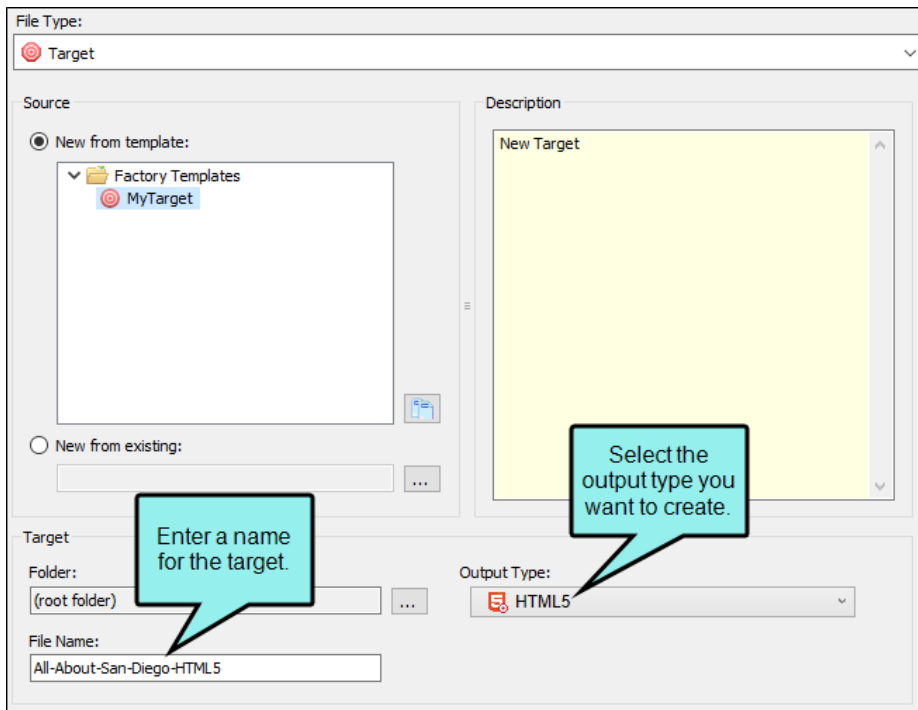 File Type:
Target
Source
New from template:
Factory Templates
MyTarget
New from existing:
...
Description
New Target
Select the
output type you
want to create.
Enter a name
for the target.
Target
Folder:
(root folder)
...
Output Type:
HTML5
File Name:
All-About-San-Diego-HTML5